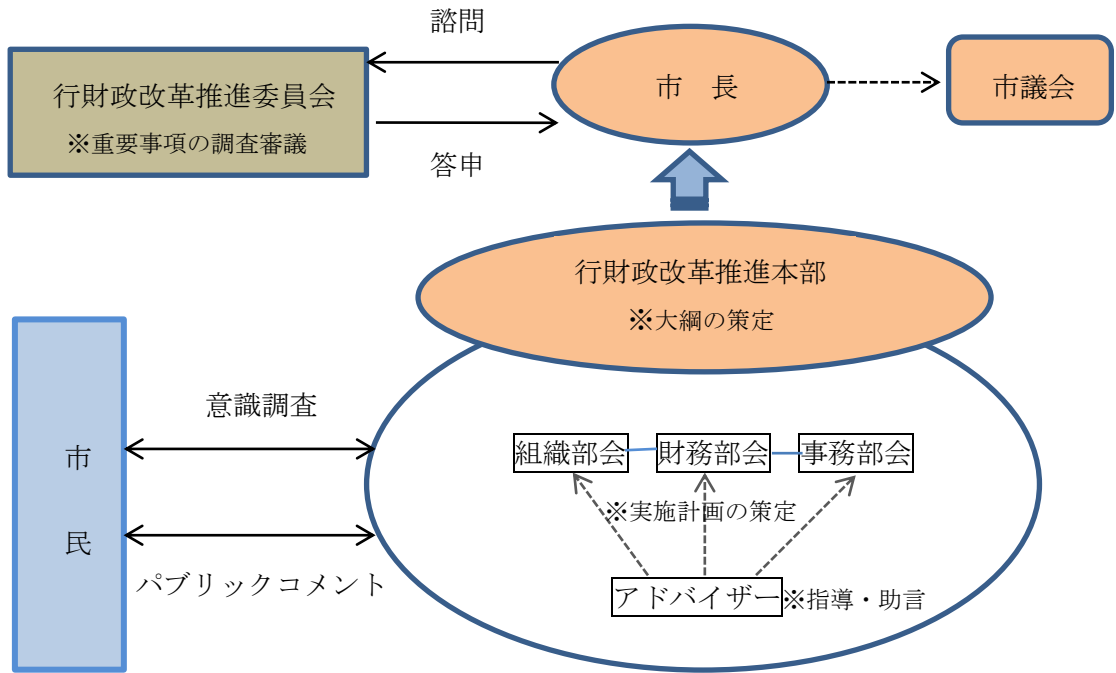 諮問
行財政改革推進委員会
※重要事項の調査審議
市　長
市議会
答申
行財政改革推進本部
※大綱の策定
意識調査
市
民
組織部会
財務部会
事務部会
※実施計画の策定
パブリックコメント
アドバイザー
※指導・助言